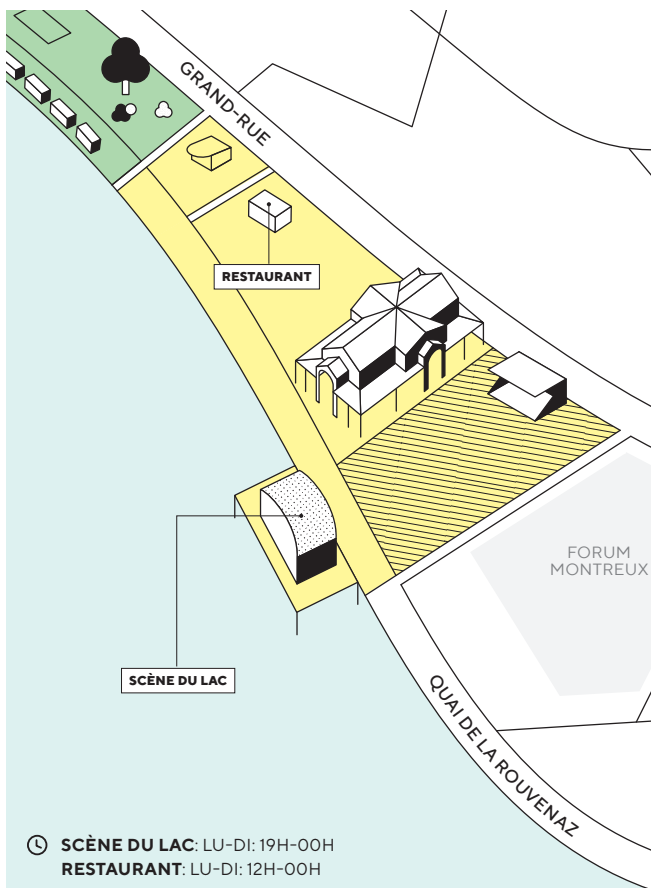 GRAND-RUE
RESTAURANT
FORUM
MONTREUX
SCÈNE DU LAC
QUAI DE LA ROUVENAZ
SCÈNE DU LAC: LU-DI: 19H-00H
RESTAURANT: LU-DI: 12H-00H